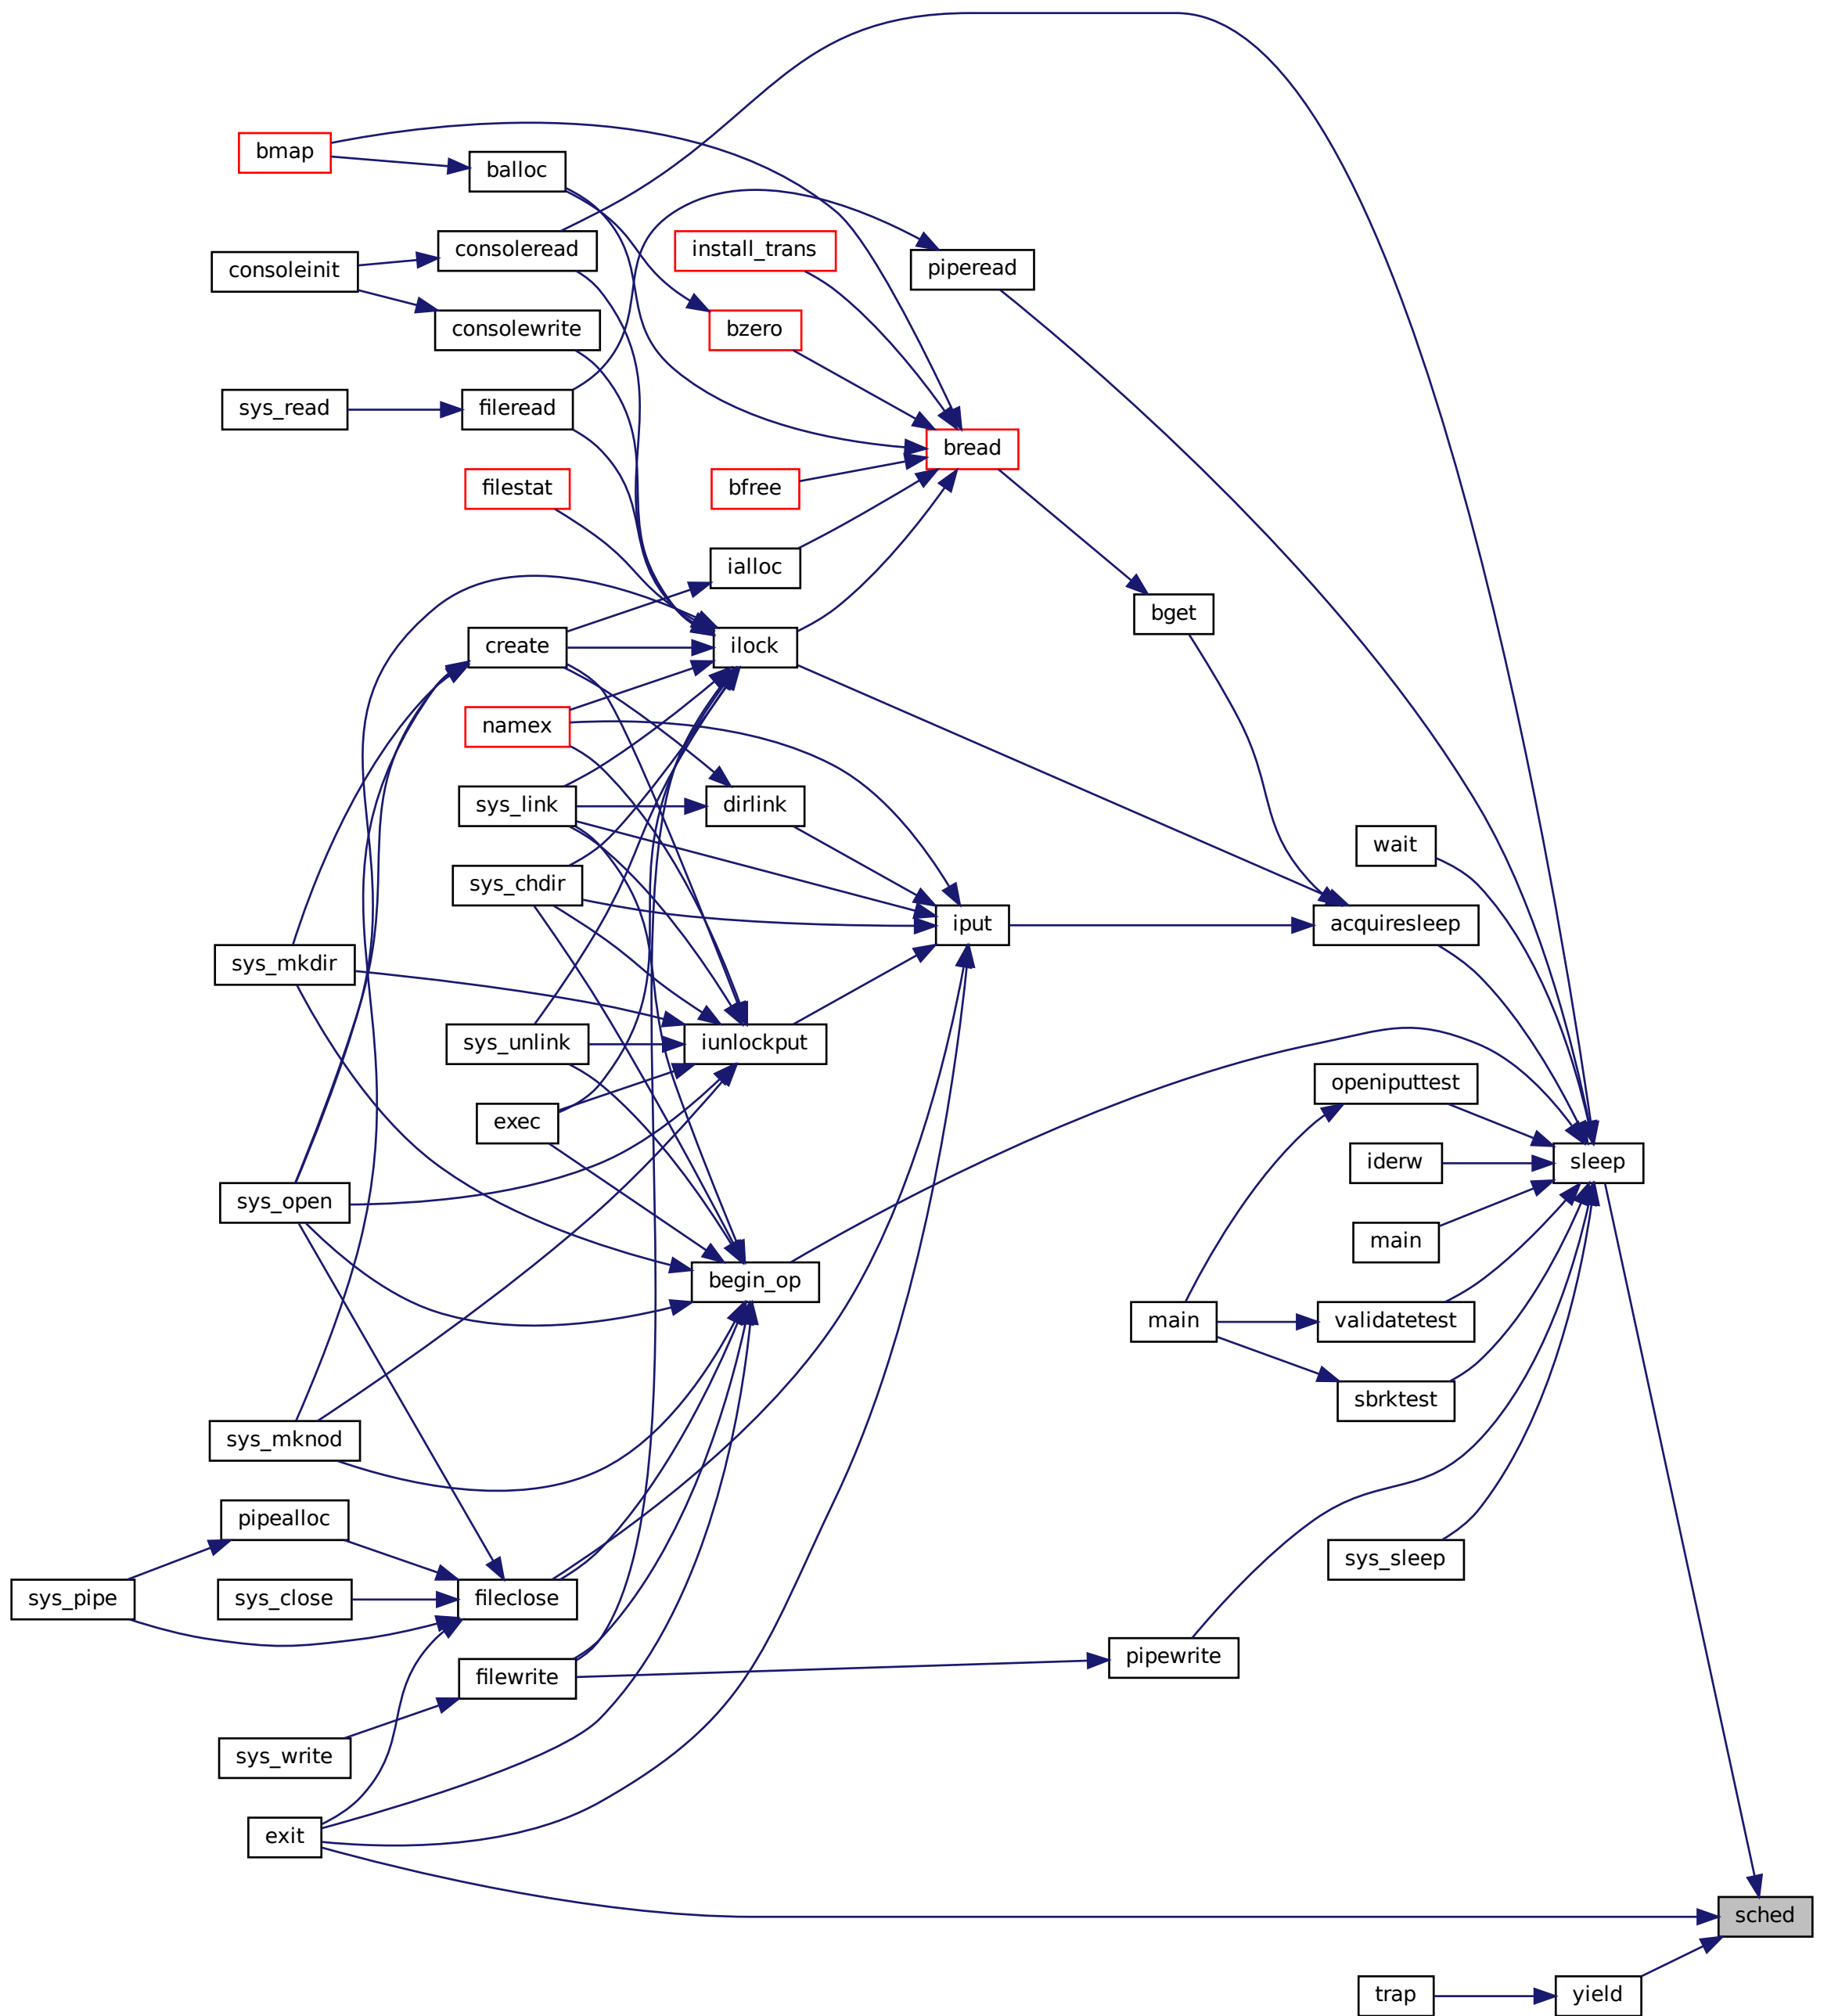 bmap
balloc
consoleread
install_trans
piperead
consoleinit
consolewrite
bzero
sys_read
fileread
bread
filestat
bfree
ialloc
bget
create
ilock
namex
sys_link
dirlink
wait
sys_chdir
iput
acquiresleep
sys_mkdir
sys_unlink
iunlockput
openiputtest
exec
iderw
sleep
sys_open
main
begin_op
main
validatetest
sbrktest
sys_mknod
pipealloc
sys_sleep
sys_pipe
sys_close
fileclose
pipewrite
filewrite
sys_write
exit
sched
trap
yield